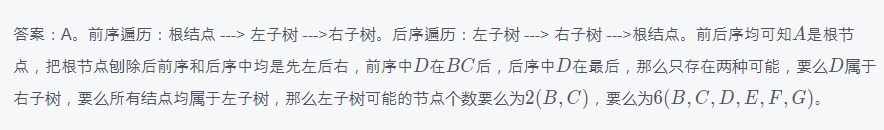 答案：A。前序遍历：根结点 ---> 左子树 --->右子树。后序遍历：左子树 ---> 右子树 --->根结点。前后序均可知A是根节
点，把根节点刨除后前序和后序中均是先左后右，前序中D在BC后，后序中D在最后，那么只存在两种可能，要么D属于
右子树，要么所有结点均属于左子树，那么左子树可能的节点个数要么为2(B, C)，要么为6(B, C, D, E, F, G)。